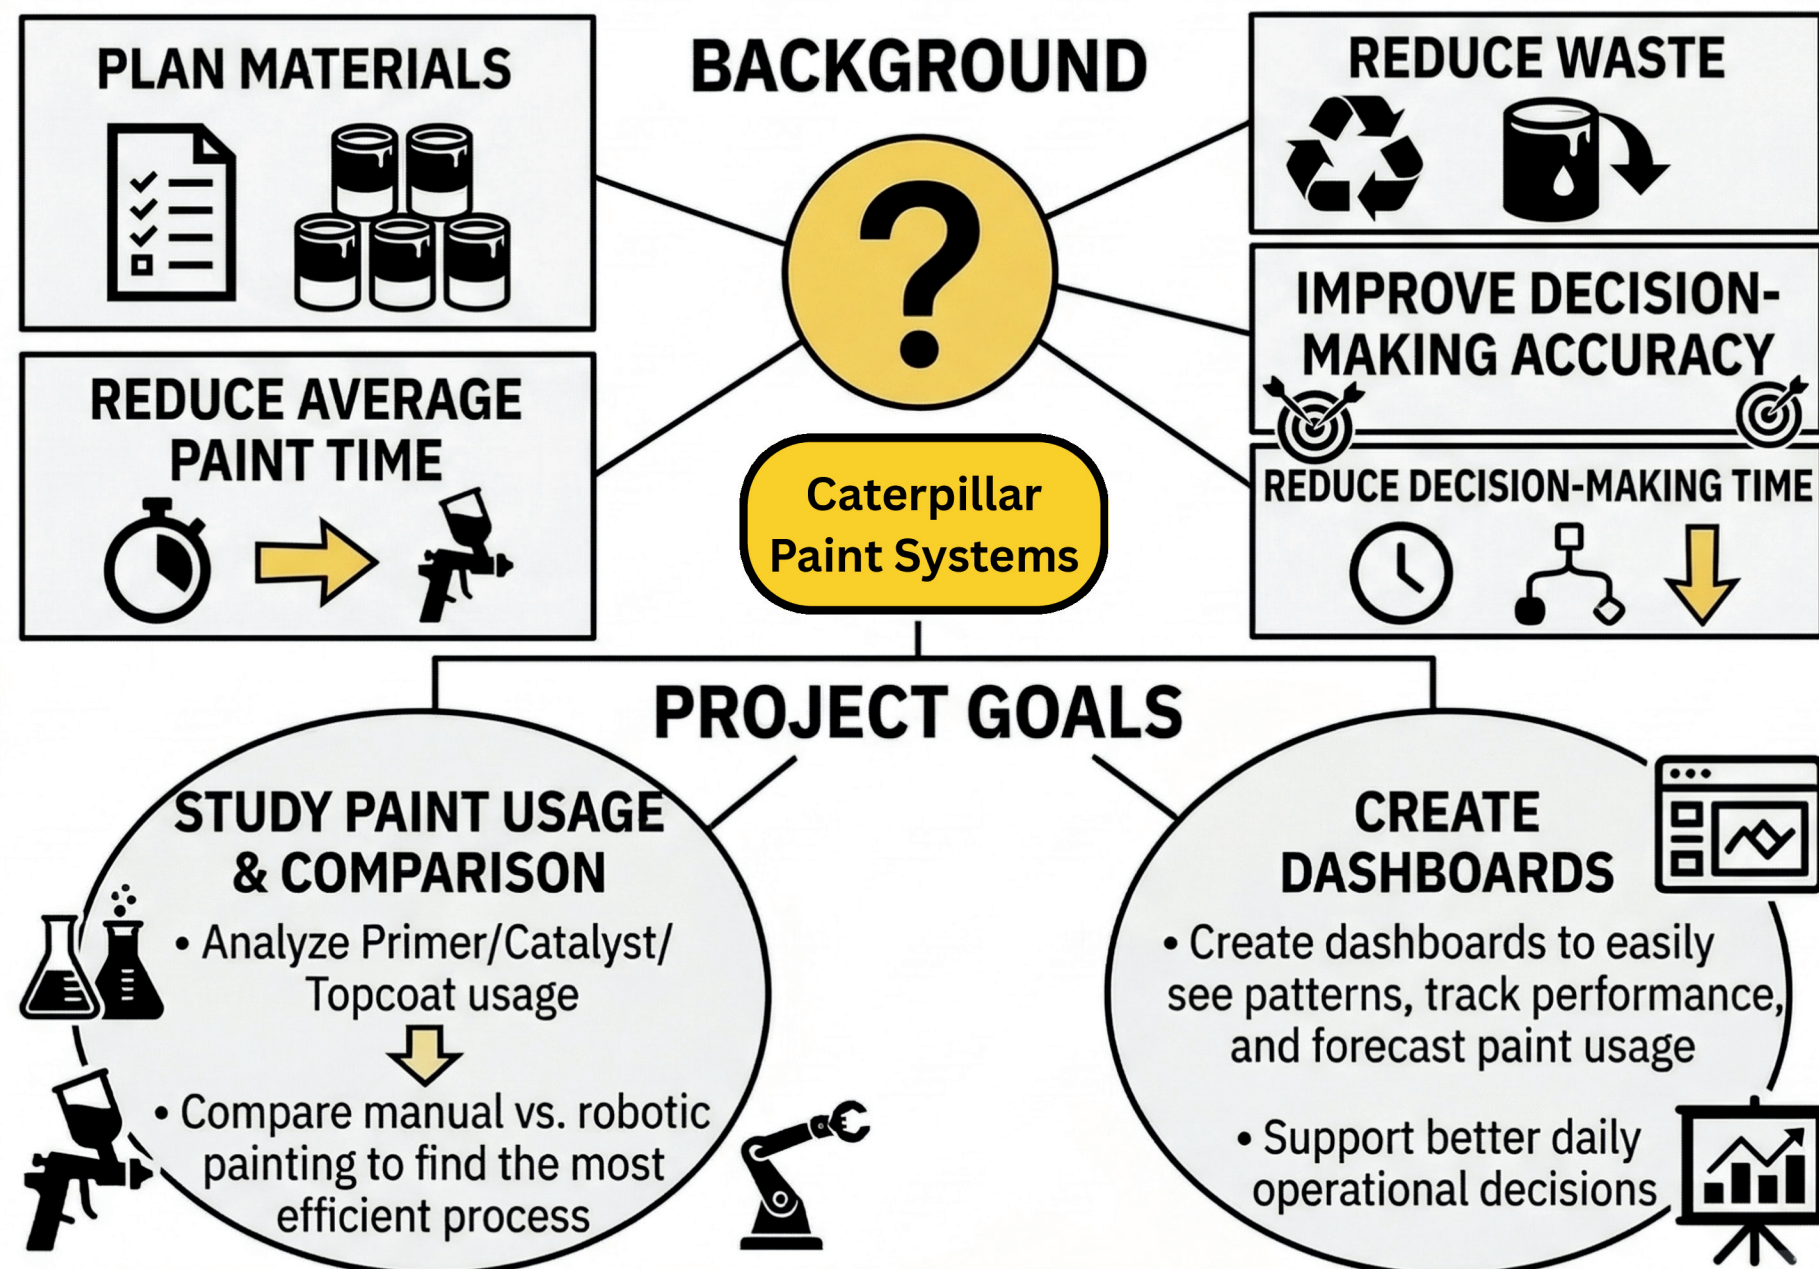 BACKGROUND
PLAN MATERIALS
REDUCE AVERAGE
PAINT TIME
REDUCE WASTE
IMPROVE DECISION-
MAKING ACCURACY
REDUCE DECISION-MAKING TIME
?
Caterpillar
Paint Systems
PROJECT GOALS
STUDY PAINT USAGE
& COMPARISON
• Analyze Primer/Catalyst/
Topcoat usage
• Compare manual vs. robotic
painting to find the most
efficient process
CREATE
DASHBOARDS
• Create dashboards to easily
see patterns, track performance,
and forecast paint usage
• Support better daily
operational decisions